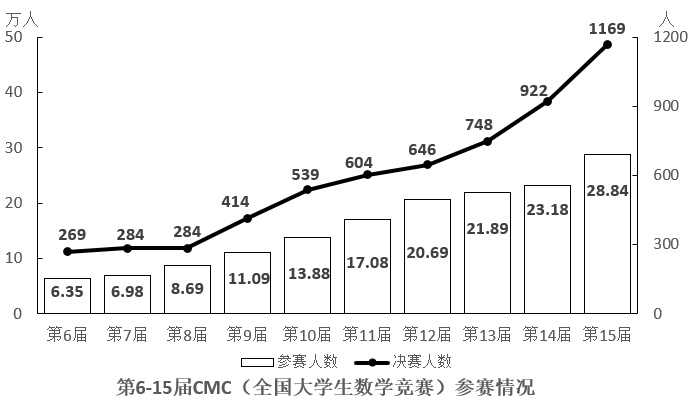 万人 人
50 1200
40 900
30 600
20 300
10 0
0
269 284 284 414 539 604 646 748 922 1169
6.35 6.98 8.69 11.09 13.88 17.08 20.69 21.89 23.18 28.84
第6届 第7届 第8届 第9届 第10届 第11届 第12届 第13届 第14届 第15届
参赛人数 决赛人数
第6-15届CMC（全国大学生数学竞赛）参赛情况